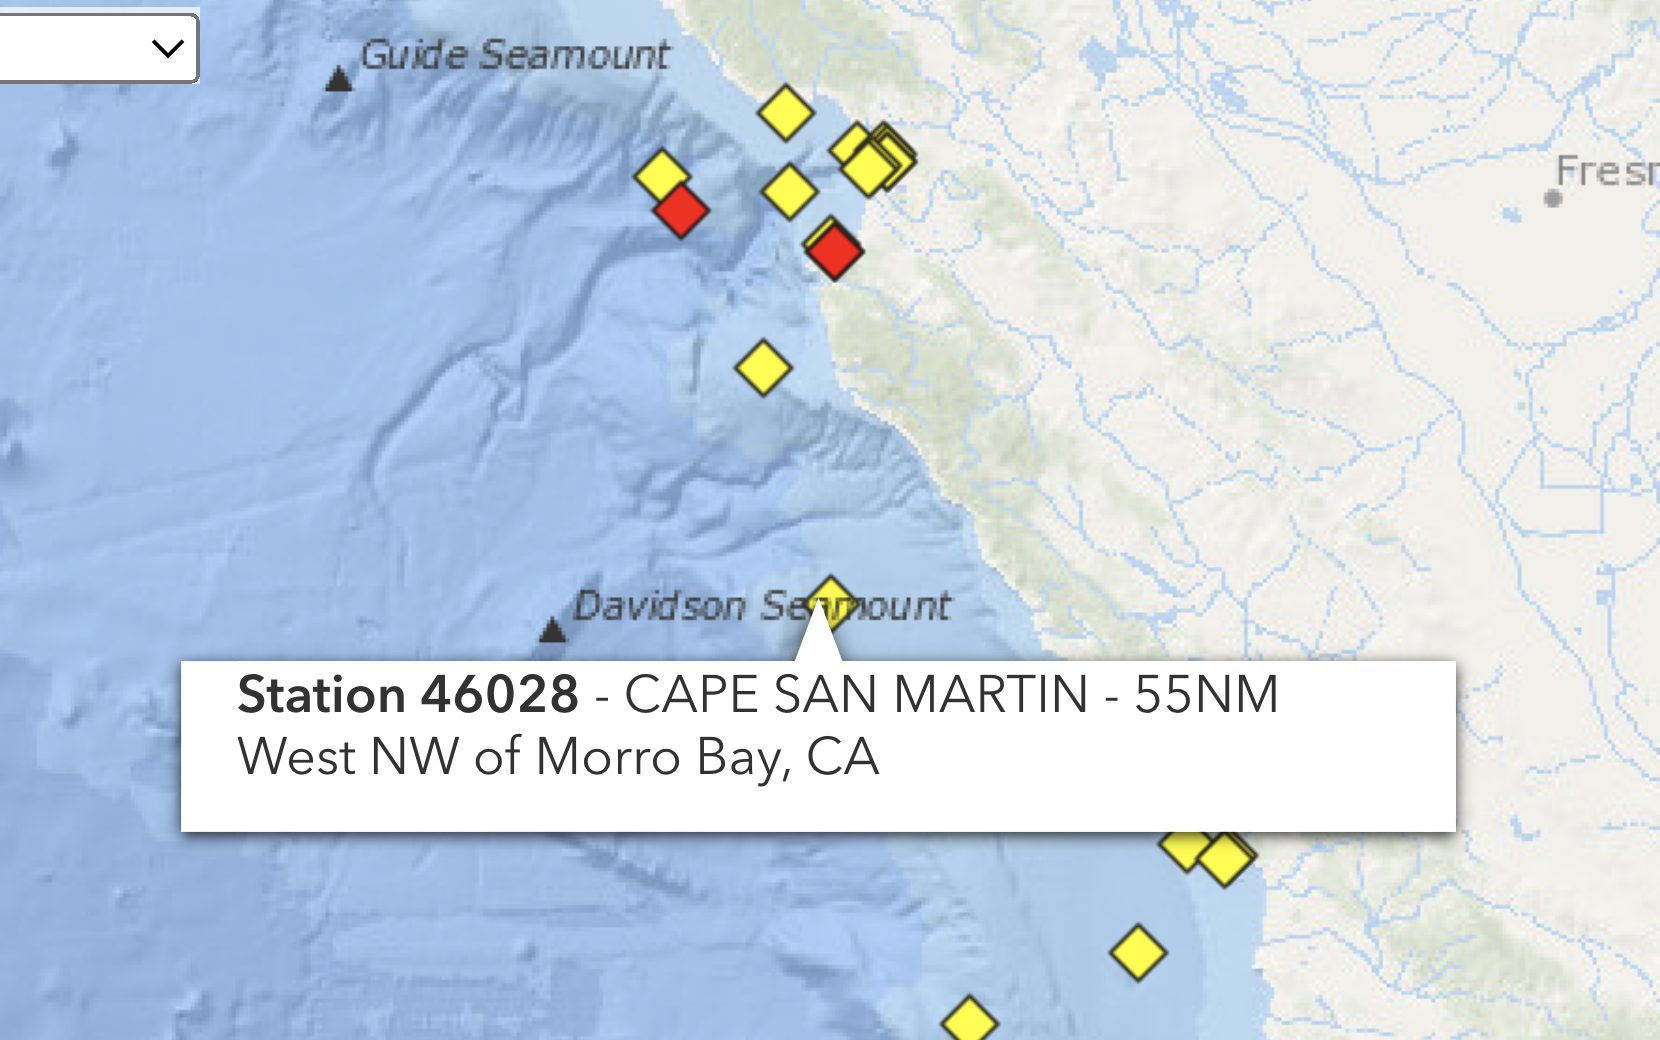 Guide Seamount
Fresn
Davidson Seamount
Station 46028 - CAPE SAN MARTIN - 55NM
West NW of Morro Bay, CA